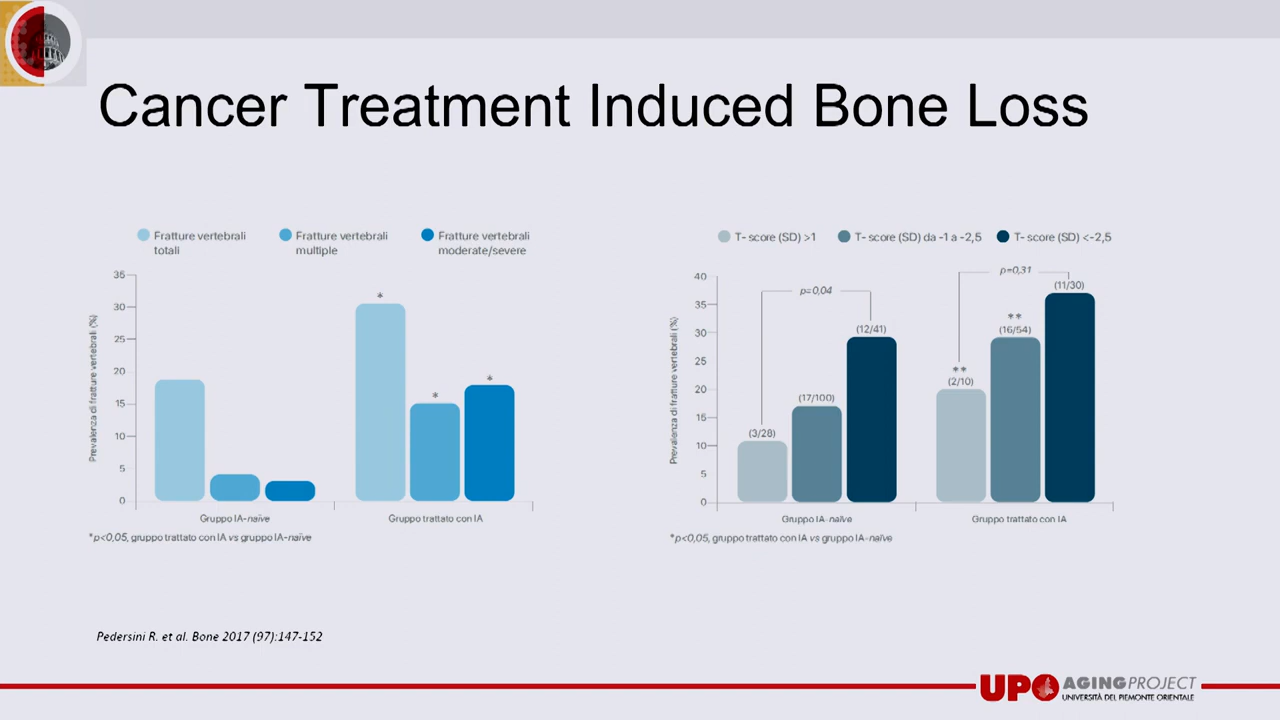 Cancer Treatment Induced Bone Loss
Fratture vertebrali totali
Fratture vertebrali multiple
Fratture vertebrali moderate/severe
Prevalenza di fratture vertebrali (%)
35
30
25
20
15
10
5
0
*
*
*
Gruppo IA-naïve
Gruppo trattato con IA
*p<0,05, gruppo trattato con IA vs gruppo IA-naïve
T- score (SD) >1
T- score (SD) da -1 a -2,5
T- score (SD) <-2,5
Prevalenza di fratture vertebrali (%)
40
35
30
25
20
15
10
5
0
p=0,04
(3/28)
(17/100)
(12/41)
p=0,31
**
(2/10)
**
(16/54)
(11/30)
Gruppo IA-naïve
Gruppo trattato con IA
*p<0,05, gruppo trattato con IA vs gruppo IA-naïve
Pedersini R. et al. Bone 2017 (97):147-152
UPO AGINGPROJECT
UNIVERSITÀ DEL PIEMONTE ORIENTALE